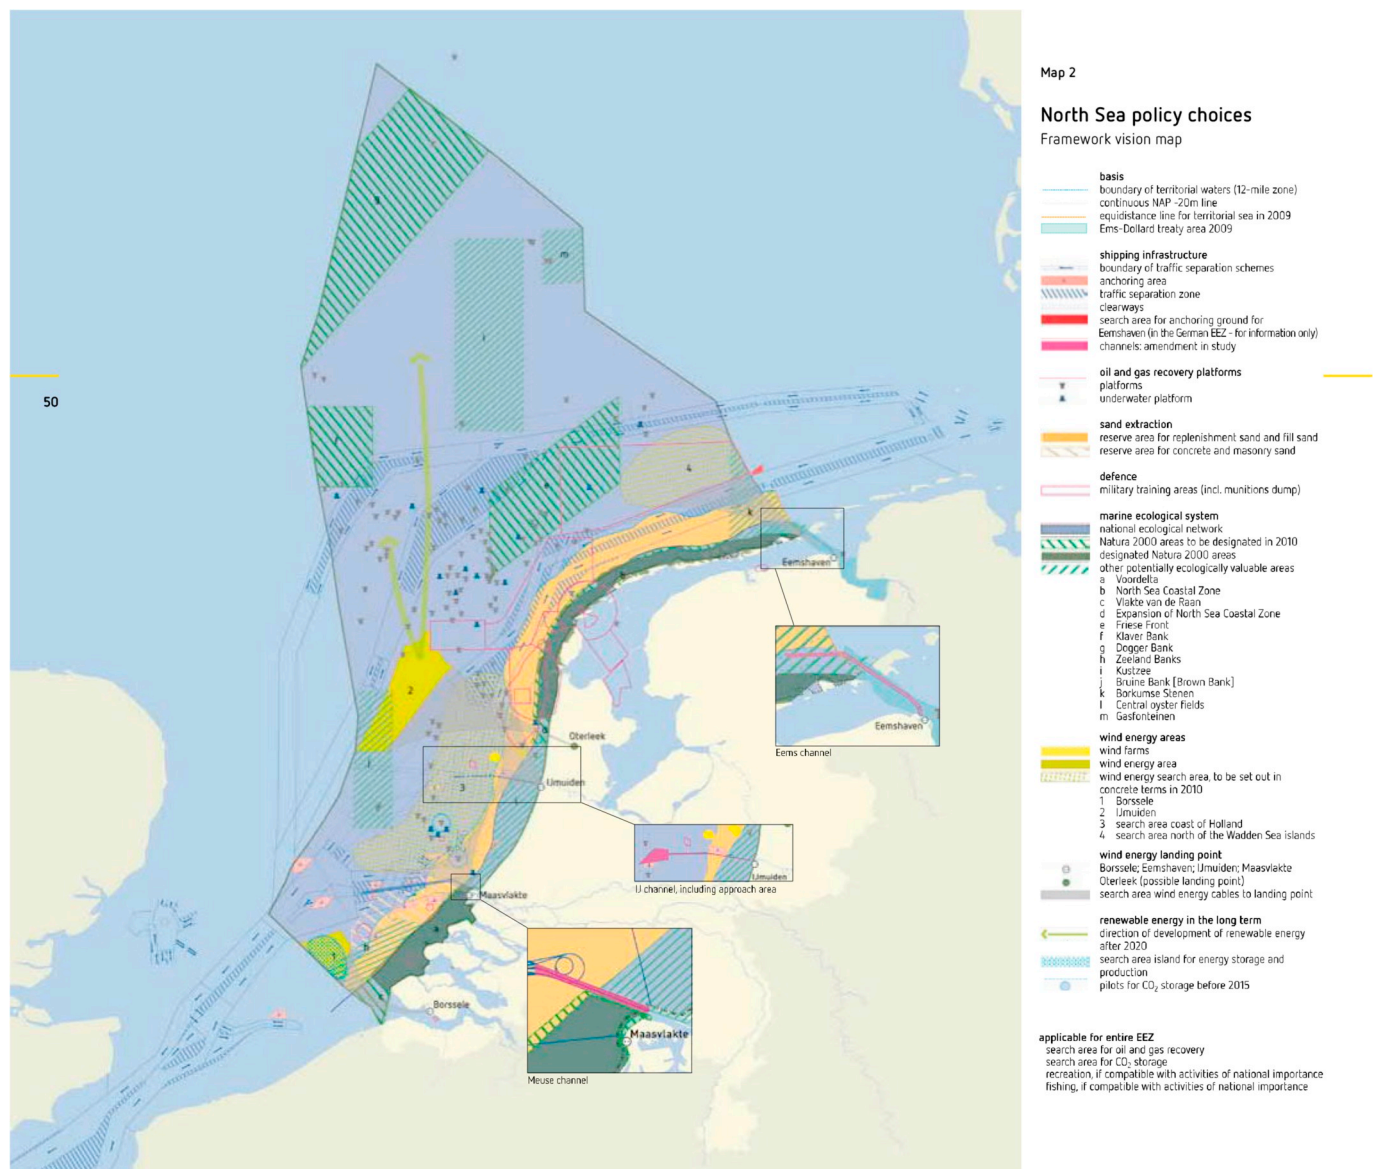 50
Map 2
North Sea policy choices
Framework vision map
basis
boundary of territorial waters (12-mile zone)
continuous NAP -20m line
equidistance line for territorial sea in 2009
Ems-Dollard treaty area 2009
shipping infrastructure
boundary of traffic separation schemes
anchoring area
traffic separation zone
clearways
search area for anchoring ground for
Eemshaven (in the German EEZ - for information only)
channels: amendment in study
oil and gas recovery platforms
platforms
underwater platform
sand extraction
reserve area for replenishment sand and fill sand
reserve area for concrete and masonry sand
defence
military training areas (incl. munitions dump)
marine ecological system
national ecological network
Natura 2000 areas to be designated in 2010
designated Natura 2000 areas
other potentially ecologically valuable areas
a Voordelta
b North Sea Coastal Zone
c Vlakte van de Raan
d Expansion of North Sea Coastal Zone
e Friese Front
f Klaver Bank
g Dogger Bank
h Zeeland Banks
i Kustzee
j Bruine Bank [Brown Bank]
k Borkumse Stenen
l Central oyster fields
m Gasfonteinen
wind energy areas
wind farms
wind energy area
wind energy search area, to be set out in
concrete terms in 2010
1 Borssele
2 IJmuiden
3 search area coast of Holland
4 search area north of the Wadden Sea islands
wind energy landing point
Borssele; Eemshaven; IJmuiden; Maasvlakte
Oterleek (possible landing point)
search area wind energy cables to landing point
renewable energy in the long term
direction of development of renewable energy
after 2020
search area island for energy storage and
production
pilots for CO₂ storage before 2015
applicable for entire EEZ
search area for oil and gas recovery
search area for CO₂ storage
recreation, if compatible with activities of national importance
fishing, if compatible with activities of national importance
m
4
k
Eemshaven
2
Eemshaven
Eems channel
Oterleek
IJmuiden
3
IJmuiden
IJ channel, including approach area
Maasvlakte
a
h
1
Borssele
Maasvlakte
Meuse channel